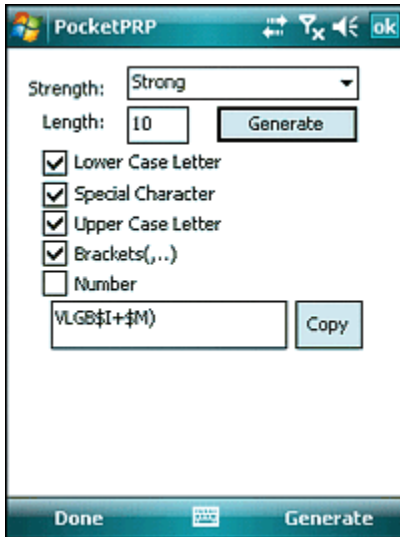 PocketPRP ok
Strength: Strong
Length: 10 Generate
Lower Case Letter
Special Character
Upper Case Letter
Brackets(,..)
Number
VLGB$I+$M) Copy
Done Generate